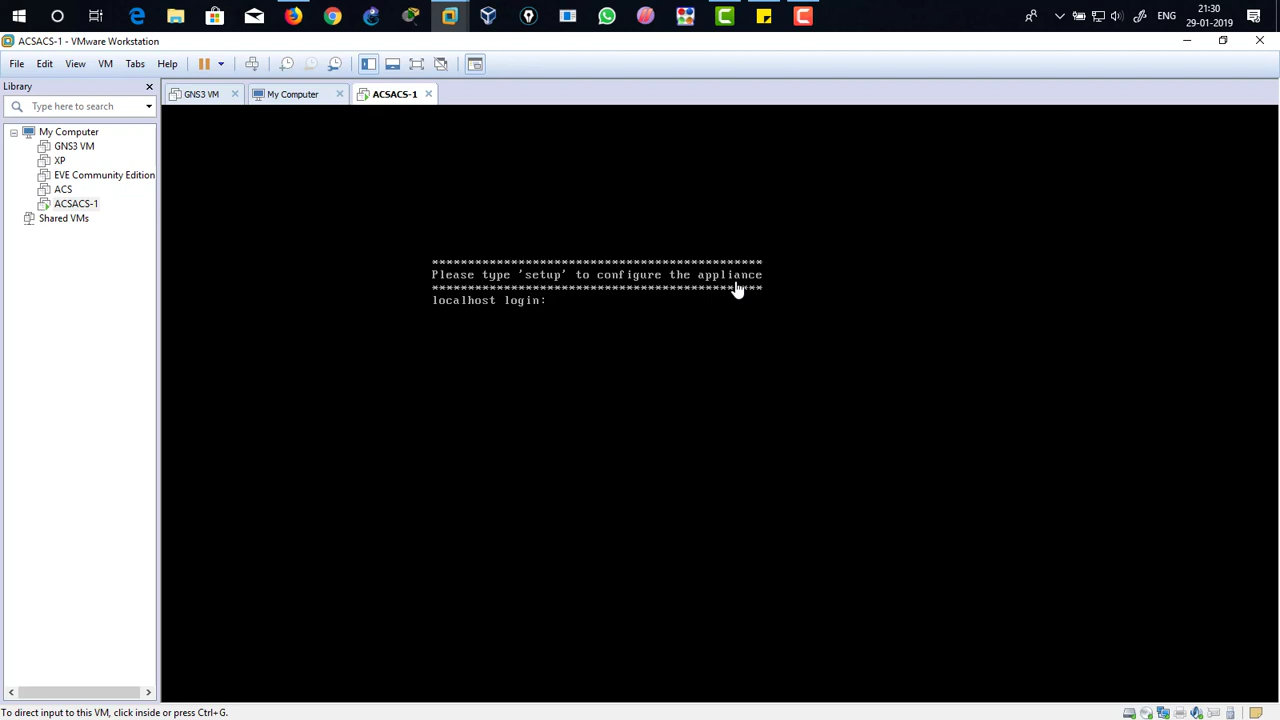 21:30
ENG
29-01-2019
ACSACS-1 - VMware Workstation
File Edit View VM Tabs Help
Library
Type here to search
GNS3 VM
My Computer
ACSACS-1
My Computer
GNS3 VM
XP
EVE Community Edition
ACS
ACSACS-1
Shared VMs
*********************************************
Please type 'setup' to configure the appliance
*********************************************
localhost login:
To direct input to this VM, click inside or press Ctrl+G.